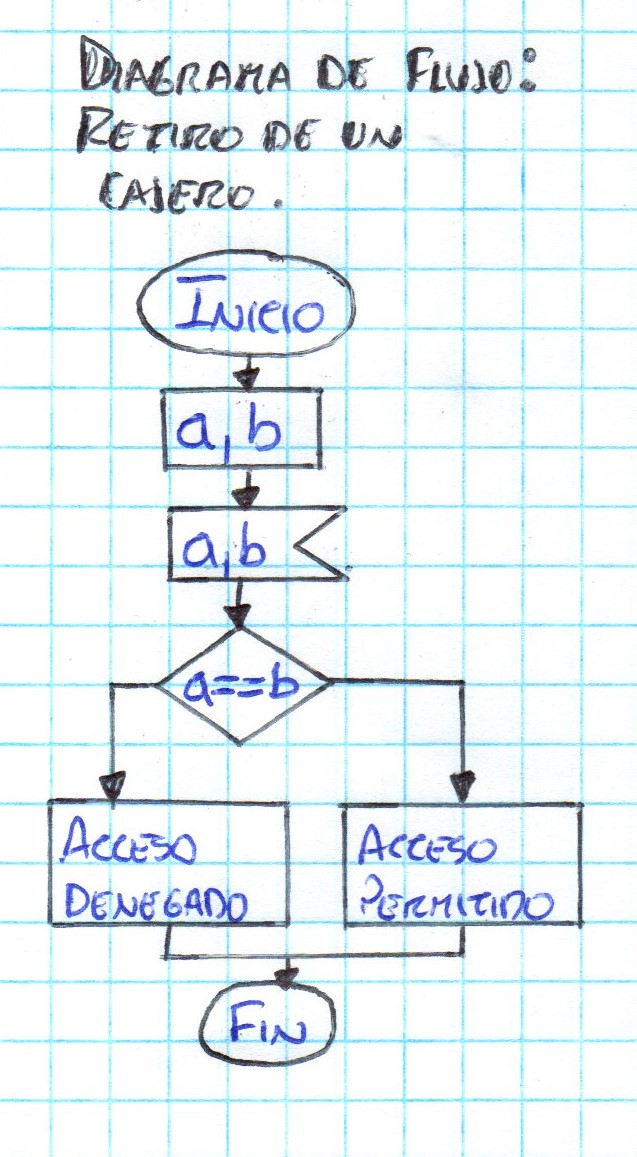 DIAGRAMA DE FLUJO:
RETIRO DE UN
CAJERO.
INICIO
a, b
a, b
a==b
ACCESO
DENEGADO
ACCESO
PERMITIDO
FIN